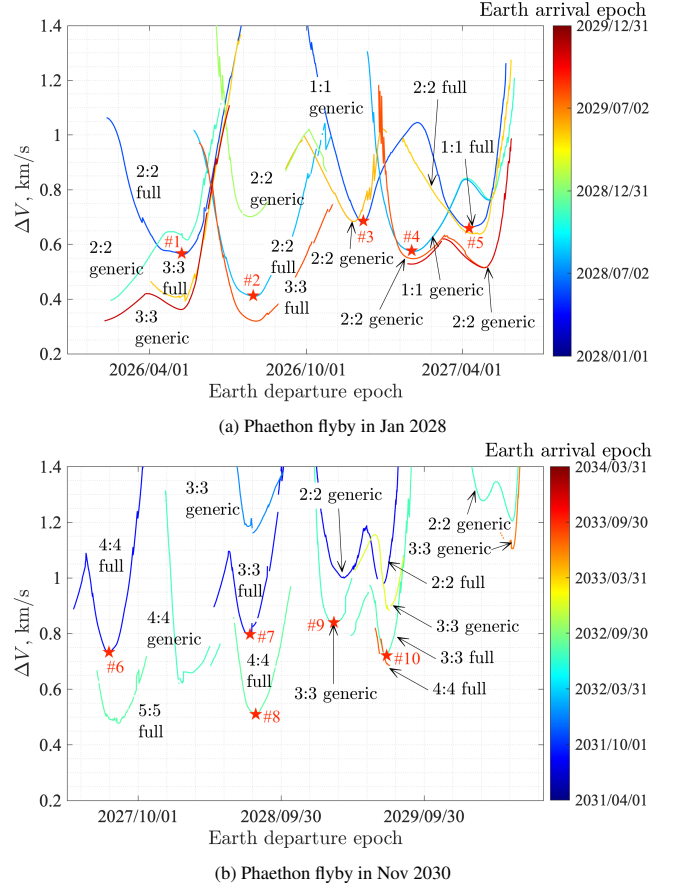 Earth arrival epoch
1.4
1.2
1
0.8
0.6
0.4
0.2
ΔV, km/s
2:2
full
2:2
generic
#1
3:3
full
3:3
generic
2:2
generic
#2
2:2
full
3:3
full
1:1
generic
2:2 full
1:1 full
#3
#4
#5
2:2 generic
1:1 generic
2:2 generic
2:2 generic
2026/04/01
2026/10/01
2027/04/01
Earth departure epoch
2029/12/31
2029/07/02
2028/12/31
2028/07/02
2028/01/01
(a) Phaethon flyby in Jan 2028
Earth arrival epoch
1.4
1.2
1
0.8
0.6
0.4
0.2
ΔV, km/s
4:4
full
#6
5:5
full
4:4
generic
3:3
generic
3:3
full
#7
4:4
full
#8
2:2 generic
#9
3:3 generic
2:2 generic
3:3 generic
2:2 full
3:3 generic
3:3 full
#10
4:4 full
2027/10/01
2028/09/30
2029/09/30
Earth departure epoch
2034/03/31
2033/09/30
2033/03/31
2032/09/30
2032/03/31
2031/10/01
2031/04/01
(b) Phaethon flyby in Nov 2030